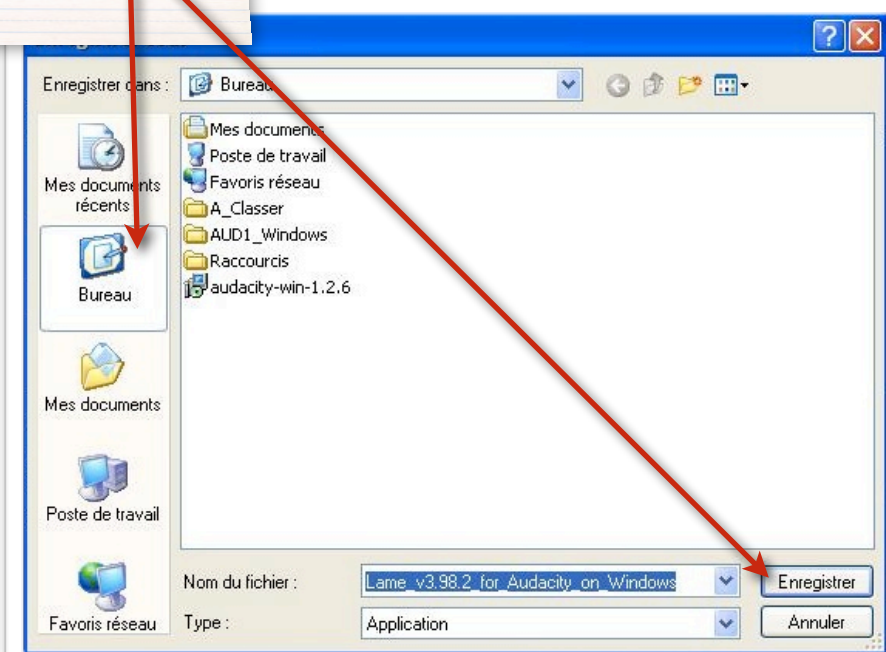 Enregistrer dans :
Bureau
Mes documents récents
Bureau
Mes documents
Poste de travail
Favoris réseau
Mes documents
Poste de travail
Favoris réseau
A_Classer
AUD1_Windows
Raccourcis
audacity-win-1.2.6
Nom du fichier :
Lame_v3.98.2_for_Audacity_on_Windows
Enregistrer
Type :
Application
Annuler